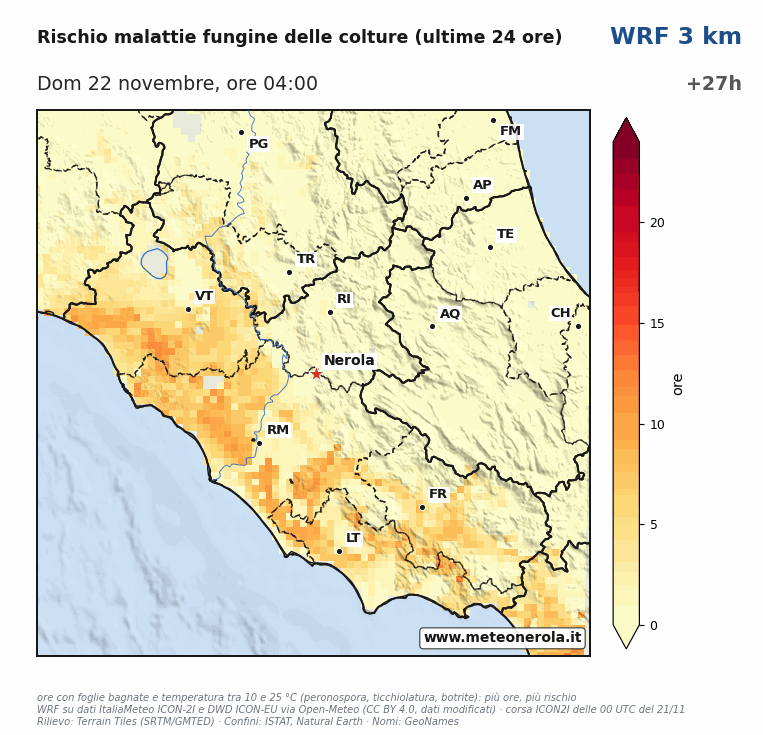 Rischio malattie fungine delle colture (ultime 24 ore) WRF 3 km
Dom 22 novembre, ore 04:00 +27h
FM
PG
AP
TE
TR
VT
RI
AQ
CH
Nerola
RM
FR
LT
20
15
10
5
0
ore
www.meteonerola.it
ore con foglie bagnate e temperatura tra 10 e 25 °C (peronospora, ticchiolatura, botrite): più ore, più rischio
WRF su dati ItaliaMeteo ICON-2I e DWD ICON-EU via Open-Meteo (CC BY 4.0, dati modificati) · corsa ICON2I delle 00 UTC del 21/11
Rilievo: Terrain Tiles (SRTM/GMTED) · Confini: ISTAT, Natural Earth · Nomi: GeoNames